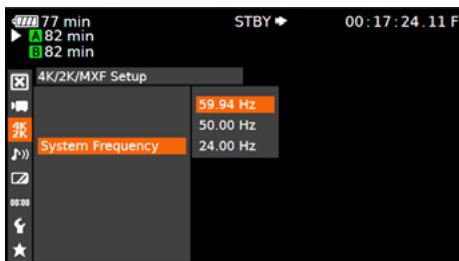 77 min STBY 00:17:24.11 F
A 82 min
B 82 min
4K/2K/MXF Setup
59.94 Hz
50.00 Hz
4K 2K
System Frequency 24.00 Hz
00:00